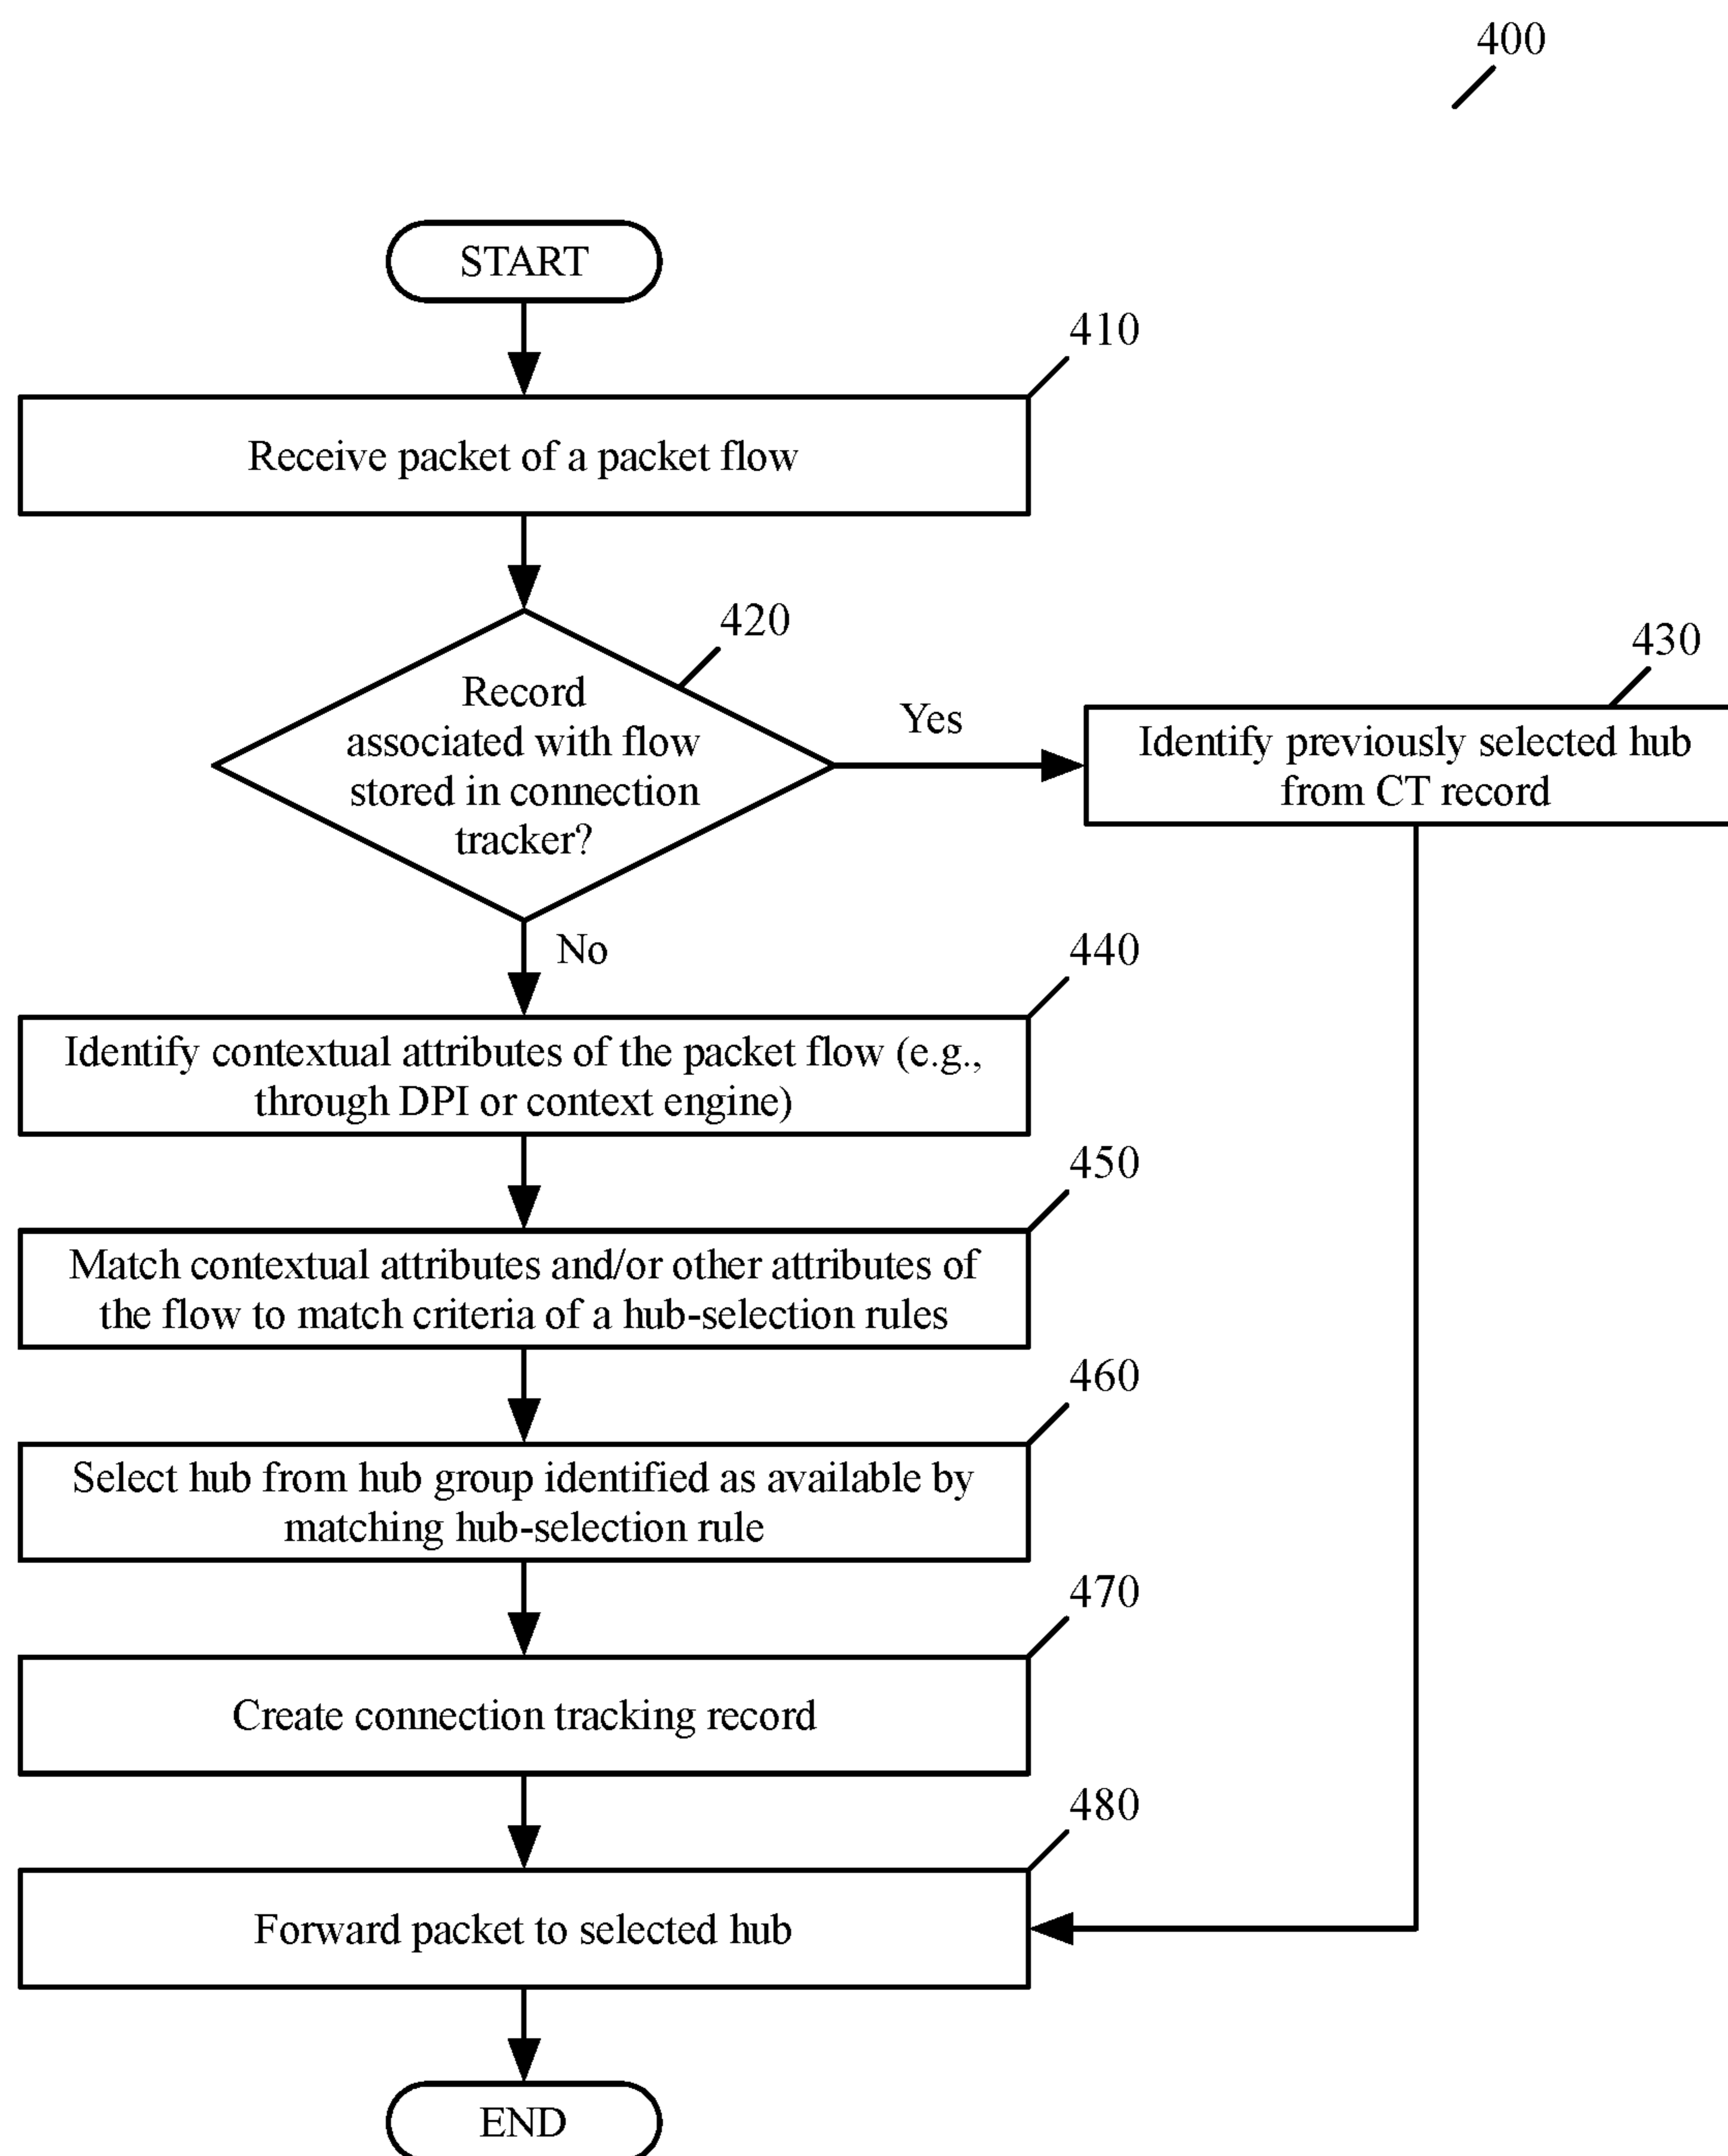 400
START
410
Receive packet of a packet flow
420
Record
associated with flow
stored in connection
tracker?
Yes
430
Identify previously selected hub
from CT record
No
440
Identify contextual attributes of the packet flow (e.g.,
through DPI or context engine)
450
Match contextual attributes and/or other attributes of
the flow to match criteria of a hub-selection rules
460
Select hub from hub group identified as available by
matching hub-selection rule
470
Create connection tracking record
480
Forward packet to selected hub
END